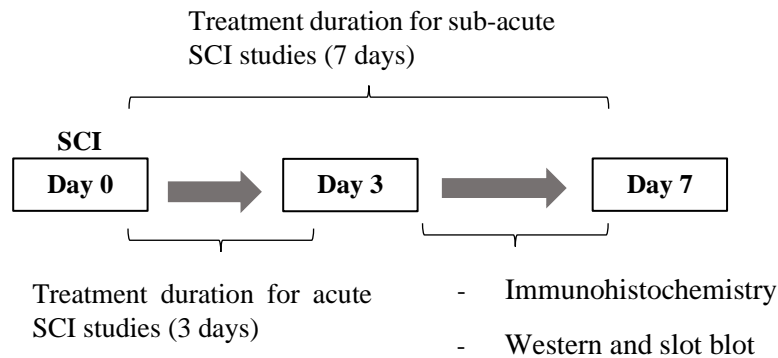 Treatment duration for sub-acute
SCI studies (7 days)
SCI
Day 0
Day 3
Day 7
Treatment duration for acute
SCI studies (3 days)
- Immunohistochemistry
- Western and slot blot